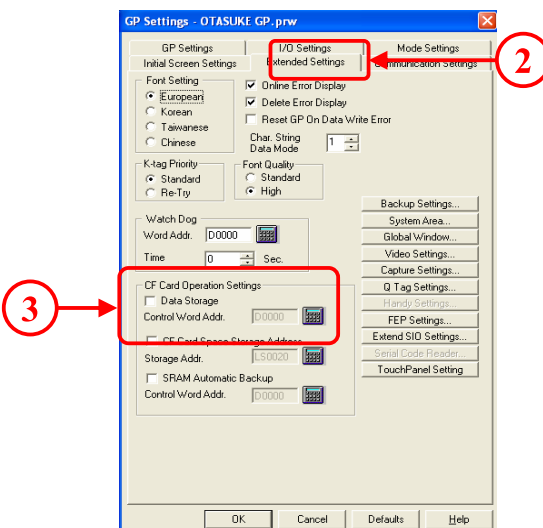 GP Settings - OTASUKE GP.prw
GP Settings I/O Settings Mode Settings
Initial Screen Settings Extended Settings Communication Settings
2
Font Setting
European
Korean
Taiwanese
Chinese
Online Error Display
Delete Error Display
Reset GP On Data Write Error
Char. String
Data Mode 1
K-tag Priority
Standard
Re-Try
Font Quality
Standard
High
Watch Dog
Word Addr. D0000
Time 0 Sec.
3
CF Card Operation Settings
Data Storage
Control Word Addr. D0000
CF Card Space Storage Address
Storage Addr. LS0020
SRAM Automatic Backup
Control Word Addr. D0000
Backup Settings...
System Area...
Global Window...
Video Settings...
Capture Settings...
Q Tag Settings...
Handy Settings...
FEP Settings...
Extend SIO Settings...
Serial Code Reader...
TouchPanel Setting
OK Cancel Defaults Help